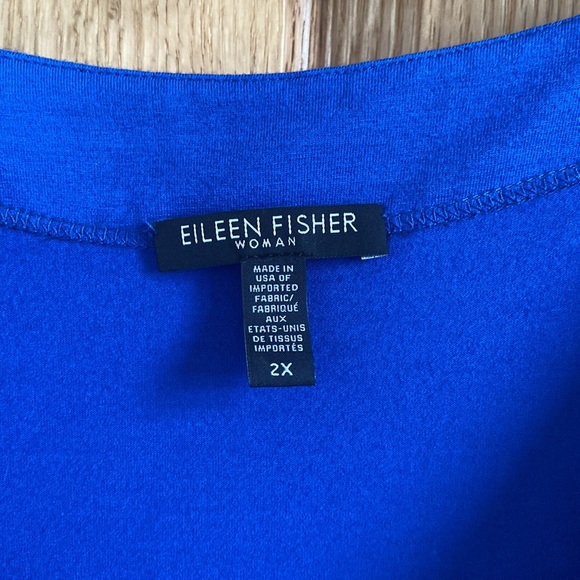 EILEEN FISHER
WOMAN
MADE IN
USA OF
IMPORTED
FABRIC/
FABRIQUÉ
AUX
ETATS-UNIS
DE TISSUS
IMPORTÉS
2X